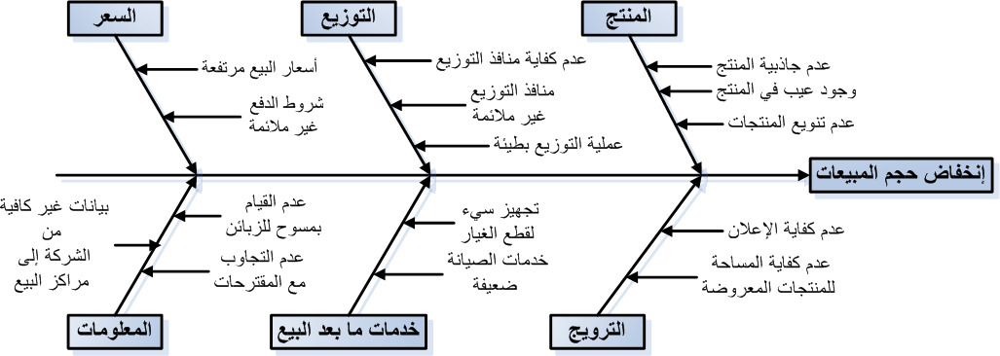 المنتج
عدم جاذبية المنتج
وجود عيب في المنتج
عدم تنويع المنتجات
التوزيع
عدم كفاية منافذ التوزيع
منافذ التوزيع
غير ملائمة
عملية التوزيع بطيئة
السعر
أسعار البيع مرتفعة
شروط الدفع
غير ملائمة
إنخفاض حجم المبيعات
عدم كفاية الإعلان
عدم كفاية المساحة
للمنتجات المعروضة
الترويج
تجهيز سيء
لقطع الغيار
خدمات الصيانة
ضعيفة
خدمات ما بعد البيع
عدم القيام
بمسوح للزبائن
عدم التجاوب
مع المقترحات
بيانات غير كافية
من
الشركة إلى
مراكز البيع
المعلومات